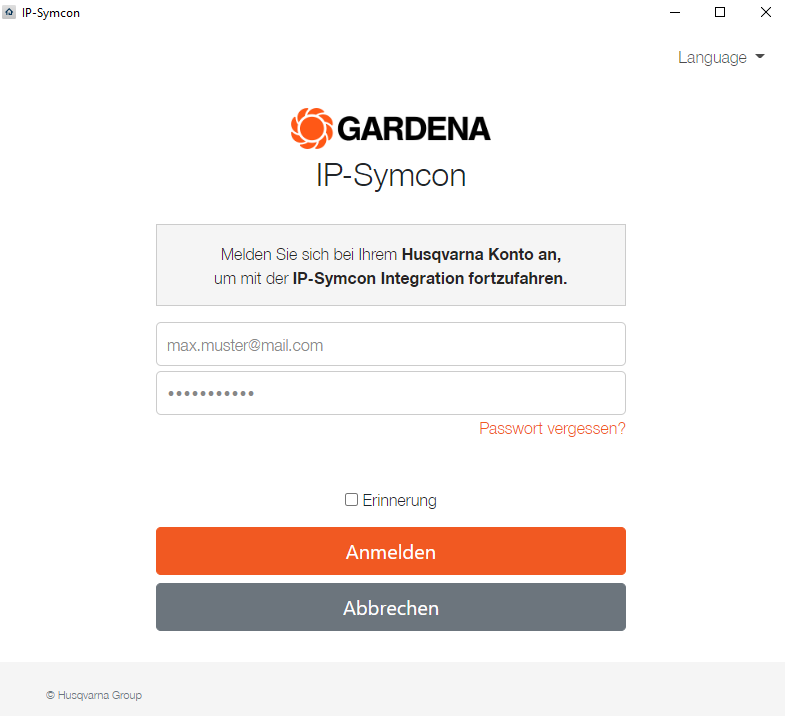 IP-Symcon
Language
GARDENA
IP-Symcon
Melden Sie sich bei Ihrem Husqvarna Konto an,
um mit der IP-Symcon Integration fortzufahren.
max.muster@mail.com
•••••••••••
Passwort vergessen?
Erinnerung
Anmelden
Abbrechen
© Husqvarna Group